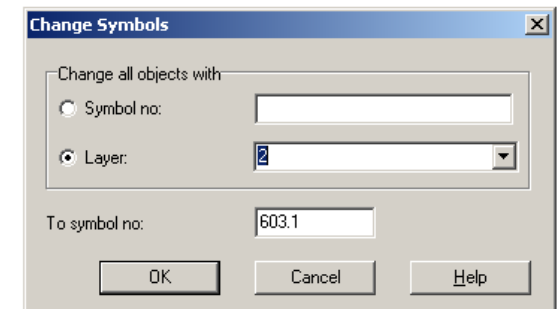 Change Symbols
Change all objects with
Symbol no:
Layer: 2
To symbol no: 603.1
OK Cancel Help